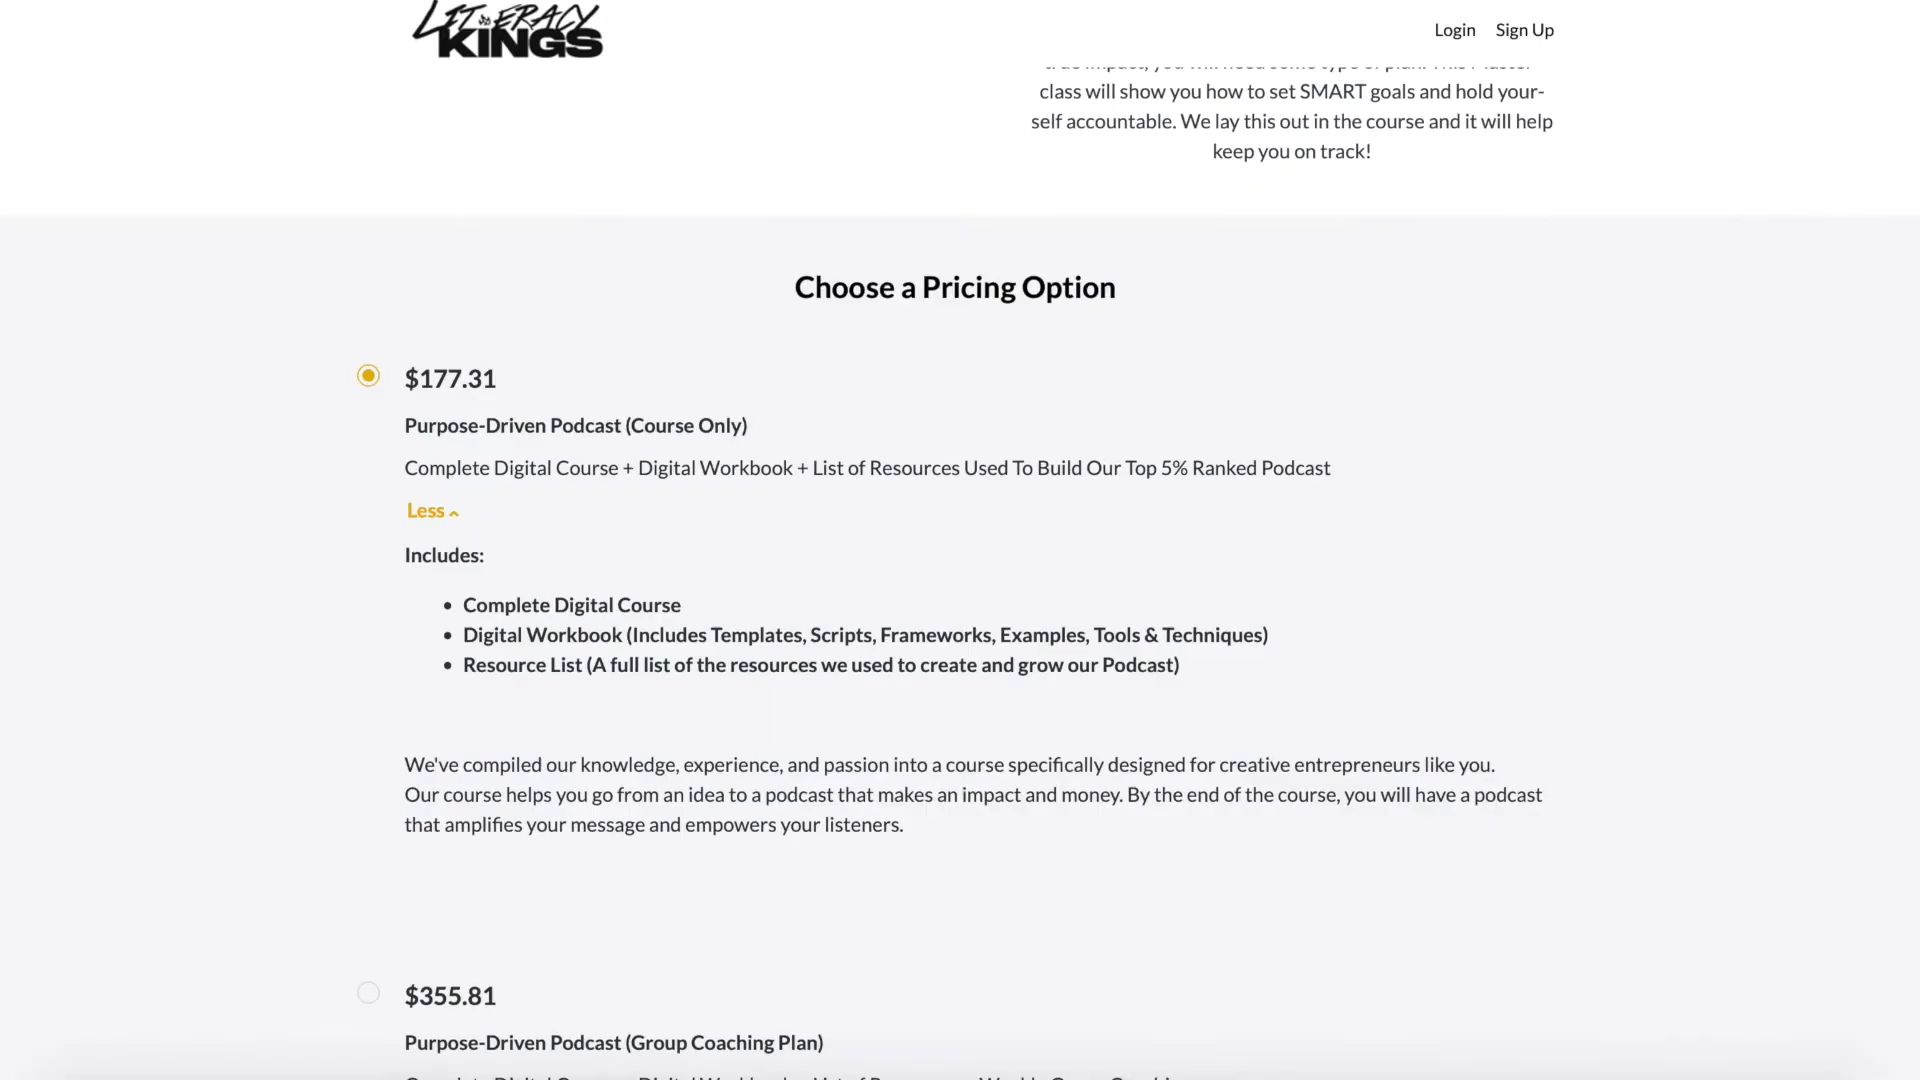 LITERACY
KINGS
Login Sign Up
class will show you how to set SMART goals and hold your-
self accountable. We lay this out in the course and it will help
keep you on track!
Choose a Pricing Option
$177.31
Purpose-Driven Podcast (Course Only)
Complete Digital Course + Digital Workbook + List of Resources Used To Build Our Top 5% Ranked Podcast
Less
Includes:
• Complete Digital Course
• Digital Workbook (Includes Templates, Scripts, Frameworks, Examples, Tools & Techniques)
• Resource List (A full list of the resources we used to create and grow our Podcast)
We've compiled our knowledge, experience, and passion into a course specifically designed for creative entrepreneurs like you.
Our course helps you go from an idea to a podcast that makes an impact and money. By the end of the course, you will have a podcast
that amplifies your message and empowers your listeners.
$355.81
Purpose-Driven Podcast (Group Coaching Plan)